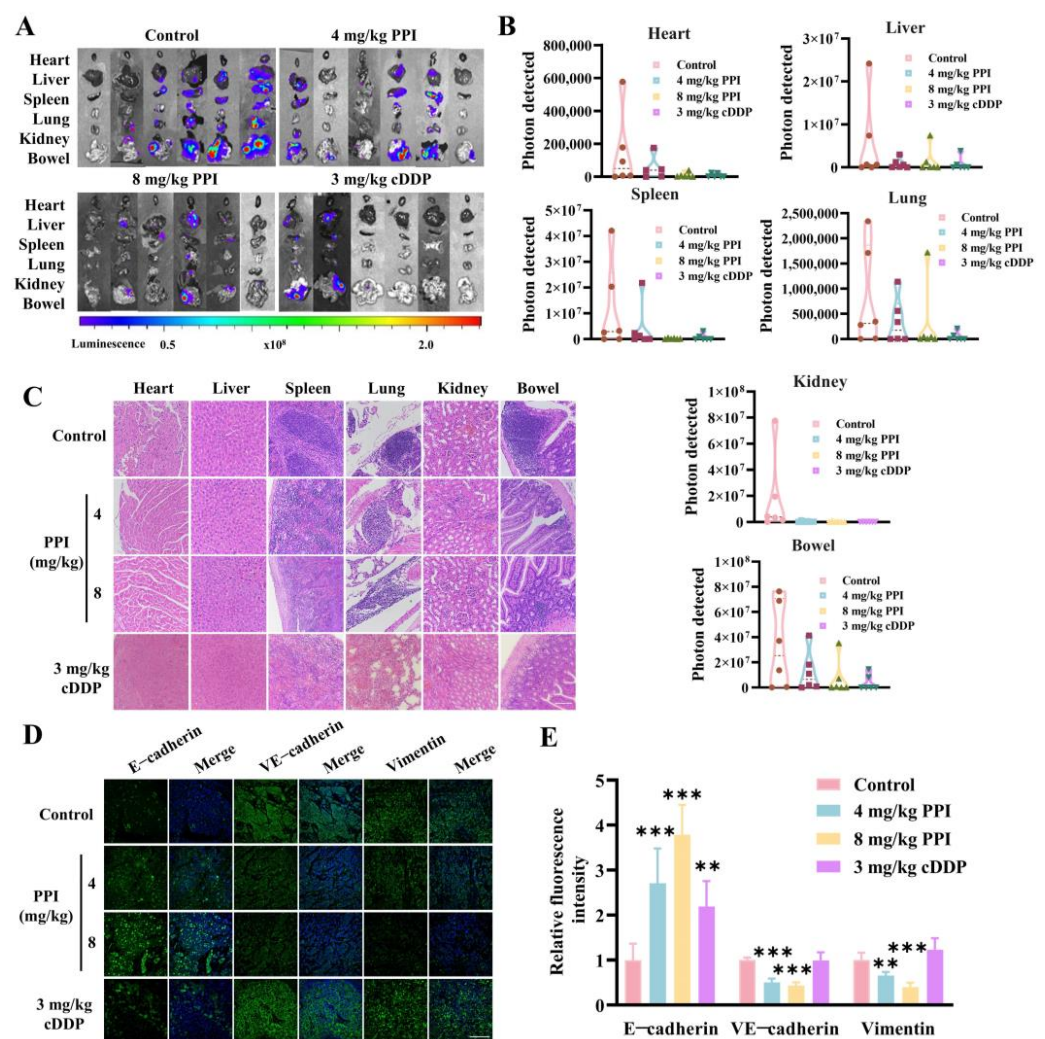 A
Control
4 mg/kg PPI
Heart
Liver
Spleen
Lung
Kidney
Bowel
8 mg/kg PPI
3 mg/kg cDDP
Heart
Liver
Spleen
Lung
Kidney
Bowel
Luminescence
0.5
x10⁸
2.0
B
Heart
Photon detected
800,000
600,000
400,000
200,000
0
Control
4 mg/kg PPI
8 mg/kg PPI
3 mg/kg cDDP
Liver
Photon detected
3×10⁷
2×10⁷
1×10⁷
0
Control
4 mg/kg PPI
8 mg/kg PPI
3 mg/kg cDDP
Spleen
Photon detected
5×10⁷
4×10⁷
3×10⁷
2×10⁷
1×10⁷
0
Control
4 mg/kg PPI
8 mg/kg PPI
3 mg/kg cDDP
Lung
Photon detected
2,500,000
2,000,000
1,500,000
1,000,000
500,000
0
Control
4 mg/kg PPI
8 mg/kg PPI
3 mg/kg cDDP
Kidney
Photon detected
1×10⁸
8×10⁷
6×10⁷
4×10⁷
2×10⁷
0
Control
4 mg/kg PPI
8 mg/kg PPI
3 mg/kg cDDP
Bowel
Photon detected
1×10⁸
8×10⁷
6×10⁷
4×10⁷
2×10⁷
0
Control
4 mg/kg PPI
8 mg/kg PPI
3 mg/kg cDDP
C
Heart Liver Spleen Lung Kidney Bowel
Control
PPI
(mg/kg)
4
8
3 mg/kg
cDDP
D
E−cadherin Merge VE−cadherin Merge Vimentin Merge
Control
PPI
(mg/kg)
4
8
3 mg/kg
cDDP
E
Relative fluorescence
intensity
5
4
3
2
1
0
*** *** **
*** ***
** ***
Control
4 mg/kg PPI
8 mg/kg PPI
3 mg/kg cDDP
E−cadherin VE−cadherin Vimentin